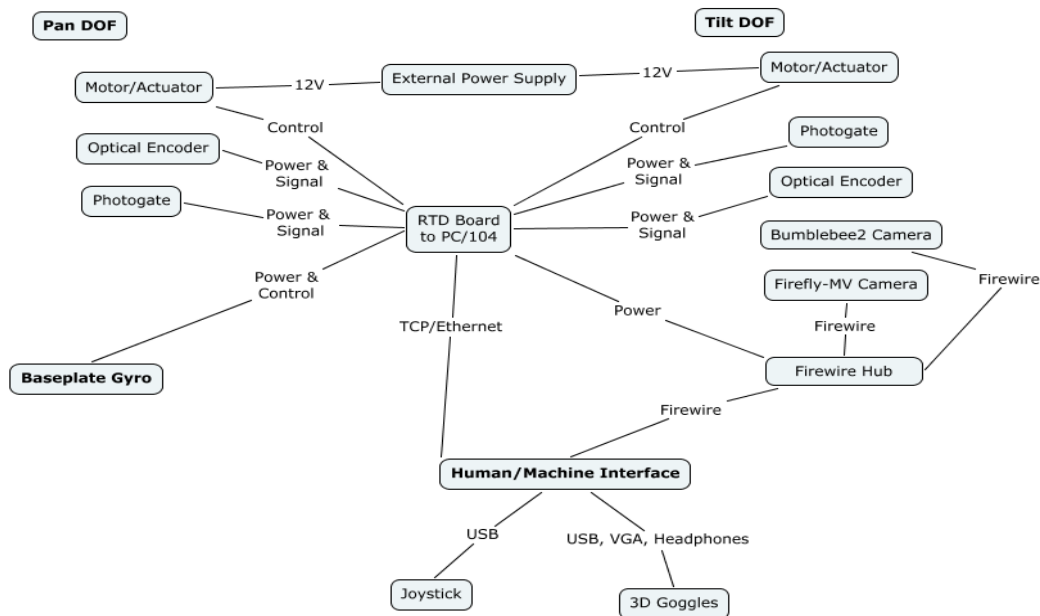 Pan DOF
Tilt DOF
Motor/Actuator
12V
External Power Supply
12V
Motor/Actuator
Control
Control
Optical Encoder
Photogate
Power &
Signal
Power &
Signal
Photogate
Optical Encoder
Power &
Signal
RTD Board
to PC/104
Power &
Signal
Bumblebee2 Camera
Firewire
Power &
Control
Firefly-MV Camera
Power
TCP/Ethernet
Firewire
Baseplate Gyro
Firewire Hub
Firewire
Human/Machine Interface
USB
USB, VGA, Headphones
Joystick
3D Goggles